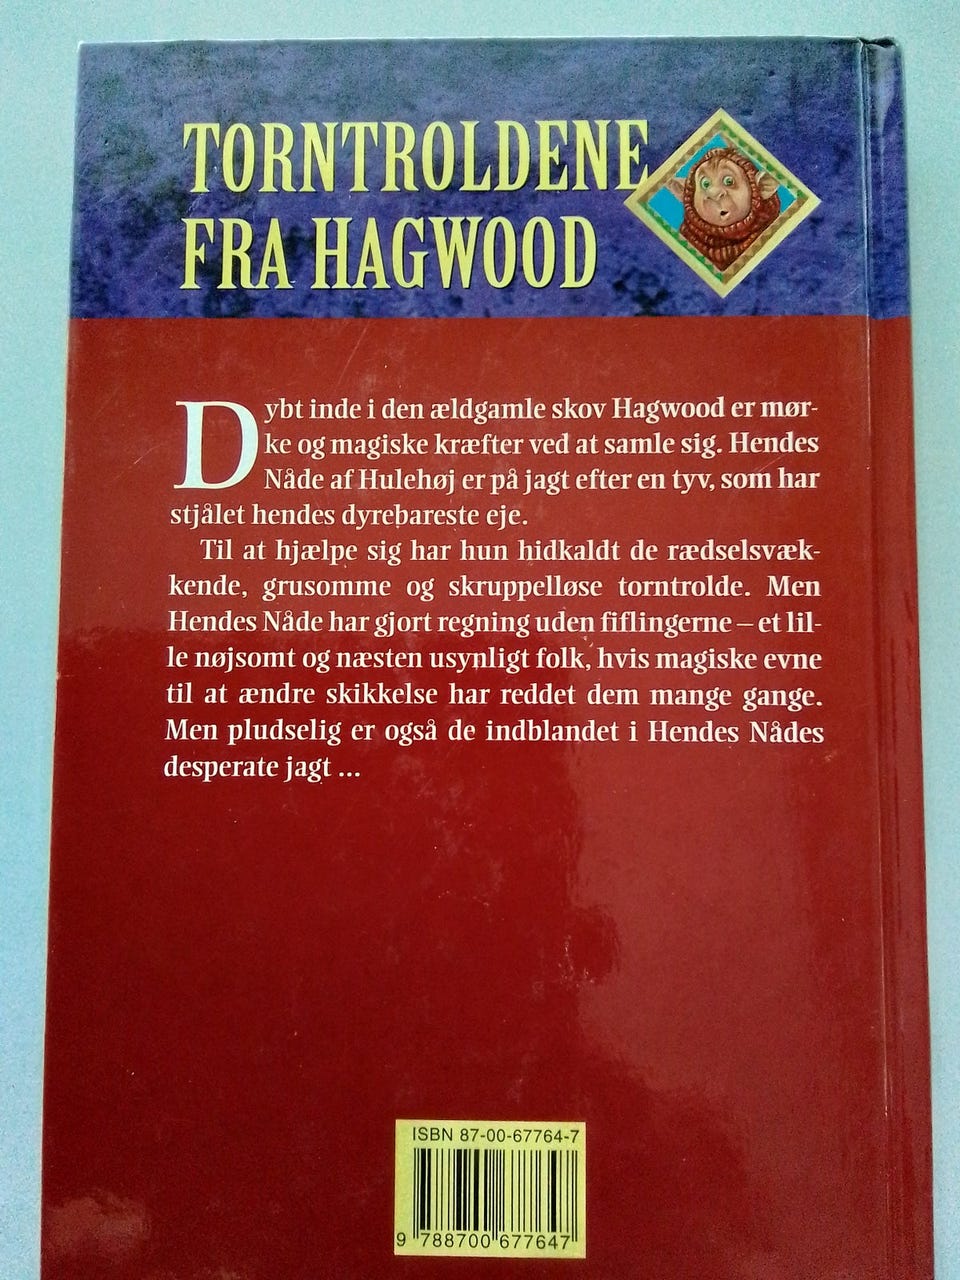 TORNTROLDENE
FRA HAGWOOD
Dybt inde i den ældgamle skov Hagwood er mør-
ke og magiske kræfter ved at samle sig. Hendes
Nåde af Hulehøj er på jagt efter en tyv, som har
stjålet hendes dyrebareste eje.
Til at hjælpe sig har hun hidkaldt de rædselsvæk-
kende, grusomme og skruppelløse torntrolde. Men
Hendes Nåde har gjort regning uden fiflingerne – et lil-
le nøjsomt og næsten usynligt folk, hvis magiske evne
til at ændre skikkelse har reddet dem mange gange.
Men pludselig er også de indblandet i Hendes Nådes
desperate jagt ...
ISBN 87-00-67764-7
9 788700 677647